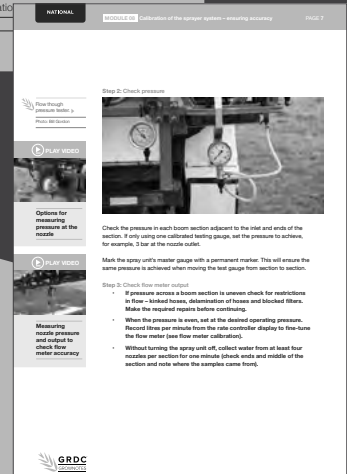 NATIONAL
MODULE 08 Calibration of the sprayer system – ensuring accuracy
PAGE 7
Step 2: Check pressure
Flow though
pressure tester.
Photo: Bill Gordon
PLAY VIDEO
Options for
measuring
pressure at the
nozzle
PLAY VIDEO
Measuring
nozzle pressure
and output to
check flow
meter accuracy
Check the pressure in each boom section adjacent to the inlet and ends of the
section. If only using one calibrated testing gauge, set the pressure to achieve,
for example, 3 bar at the nozzle outlet.
Mark the spray unit's master gauge with a permanent marker. This will ensure the
same pressure is achieved when moving the test gauge from section to section.
Step 3: Check flow meter output
• If pressure across a boom section is uneven check for restrictions
in flow – kinked hoses, delamination of hoses and blocked filters.
Make the required repairs before continuing.
• When the pressure is even, set at the desired operating pressure.
Record litres per minute from the rate controller display to fine-tune
the flow meter (see flow meter calibration).
• Without turning the spray unit off, collect water from at least four
nozzles per section for one minute (check ends and middle of the
section and note where the samples came from).
GRDC
GROWNOTES